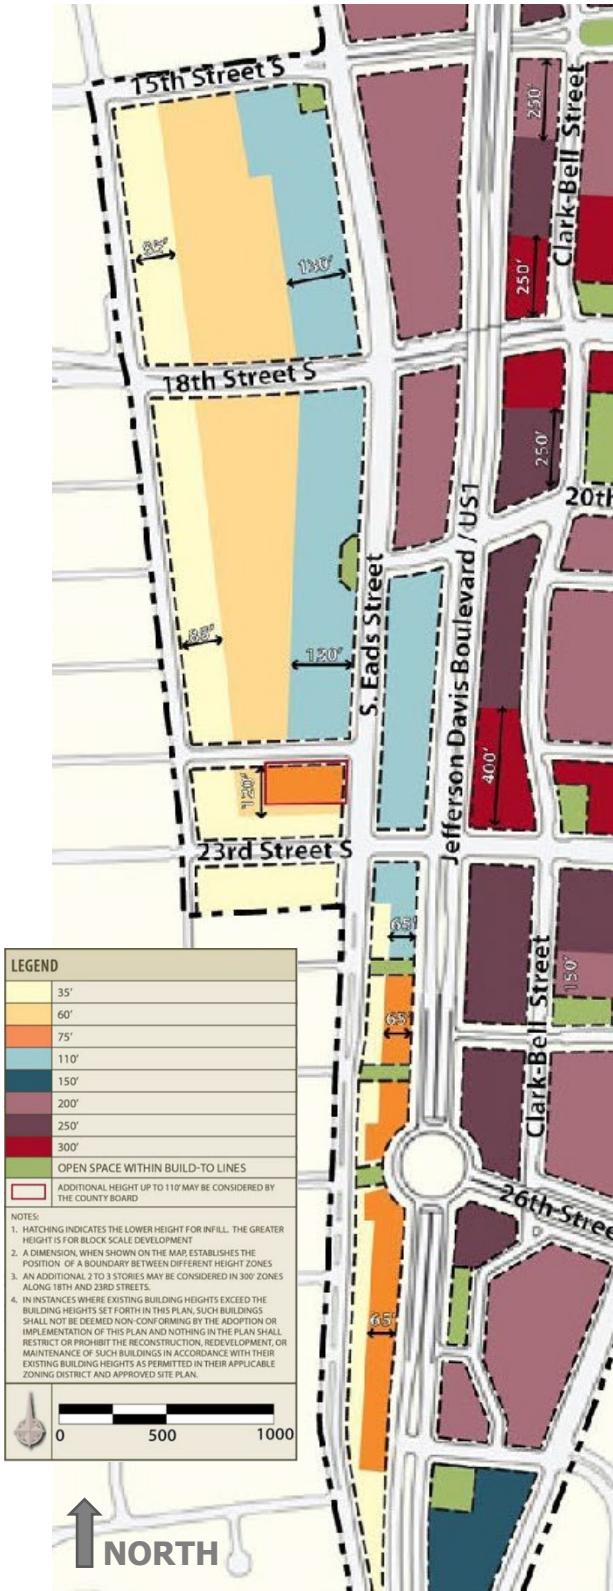 15th Street S
250'
Clark-Bell Street
85'
130'
250'
18th Street S
250'
20th
Jefferson Davis Boulevard / US1
S. Eads Street
85'
130'
400'
120'
23rd Street S
65'
150'
Clark-Bell Street
65'
26th Stree
65'
LEGEND
35'
60'
75'
110'
150'
200'
250'
300'
OPEN SPACE WITHIN BUILD-TO LINES
ADDITIONAL HEIGHT UP TO 110' MAY BE CONSIDERED BY
THE COUNTY BOARD
NOTES:
1. HATCHING INDICATES THE LOWER HEIGHT FOR INFILL. THE GREATER
HEIGHT IS FOR BLOCK SCALE DEVELOPMENT
2. A DIMENSION, WHEN SHOWN ON THE MAP, ESTABLISHES THE
POSITION OF A BOUNDARY BETWEEN DIFFERENT HEIGHT ZONES
3. AN ADDITIONAL 2 TO 3 STORIES MAY BE CONSIDERED IN 300' ZONES
ALONG 18TH AND 23RD STREETS.
4. IN INSTANCES WHERE EXISTING BUILDING HEIGHTS EXCEED THE
BUILDING HEIGHTS SET FORTH IN THIS PLAN, SUCH BUILDINGS
SHALL NOT BE DEEMED NON-CONFORMING BY THE ADOPTION OR
IMPLEMENTATION OF THIS PLAN AND NOTHING IN THE PLAN SHALL
RESTRICT OR PROHIBIT THE RECONSTRUCTION, REDEVELOPMENT, OR
MAINTENANCE OF SUCH BUILDINGS IN ACCORDANCE WITH THEIR
EXISTING BUILDING HEIGHTS AS PERMITTED IN THEIR APPLICABLE
ZONING DISTRICT AND APPROVED SITE PLAN.
0 500 1000
NORTH